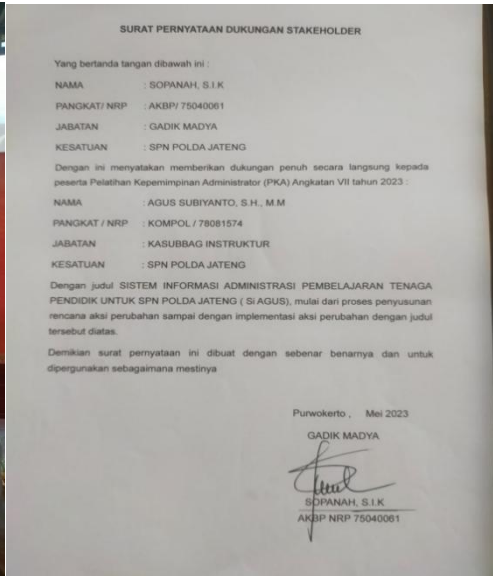 SURAT PERNYATAAN DUKUNGAN STAKEHOLDER
Yang bertanda tangan dibawah ini :
NAMA : SOPANAH, S.I.K
PANGKAT/ NRP : AKBP/ 75040061
JABATAN : GADIK MADYA
KESATUAN : SPN POLDA JATENG
Dengan ini menyatakan memberikan dukungan penuh secara langsung kepada
peserta Pelatihan Kepemimpinan Administrator (PKA) Angkatan VII tahun 2023 :
NAMA : AGUS SUBIYANTO, S.H., M.M
PANGKAT / NRP : KOMPOL / 78081574
JABATAN : KASUBBAG INSTRUKTUR
KESATUAN : SPN POLDA JATENG
Dengan judul SISTEM INFORMASI ADMINISTRASI PEMBELAJARAN TENAGA
PENDIDIK UNTUK SPN POLDA JATENG ( Si AGUS), mulai dari proses penyusunan
rencana aksi perubahan sampai dengan implementasi aksi perubahan dengan judul
tersebut diatas.
Demikian surat pernyataan ini dibuat dengan sebenar benarnya dan untuk
dipergunakan sebagaimana mestinya
Purwokerto , Mei 2023
GADIK MADYA
SOPANAH, S.I.K
AKBP NRP 75040061